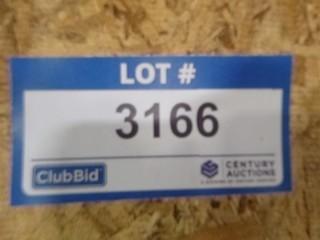 LOT #
3166
ClubBid
CENTURY
AUCTIONS